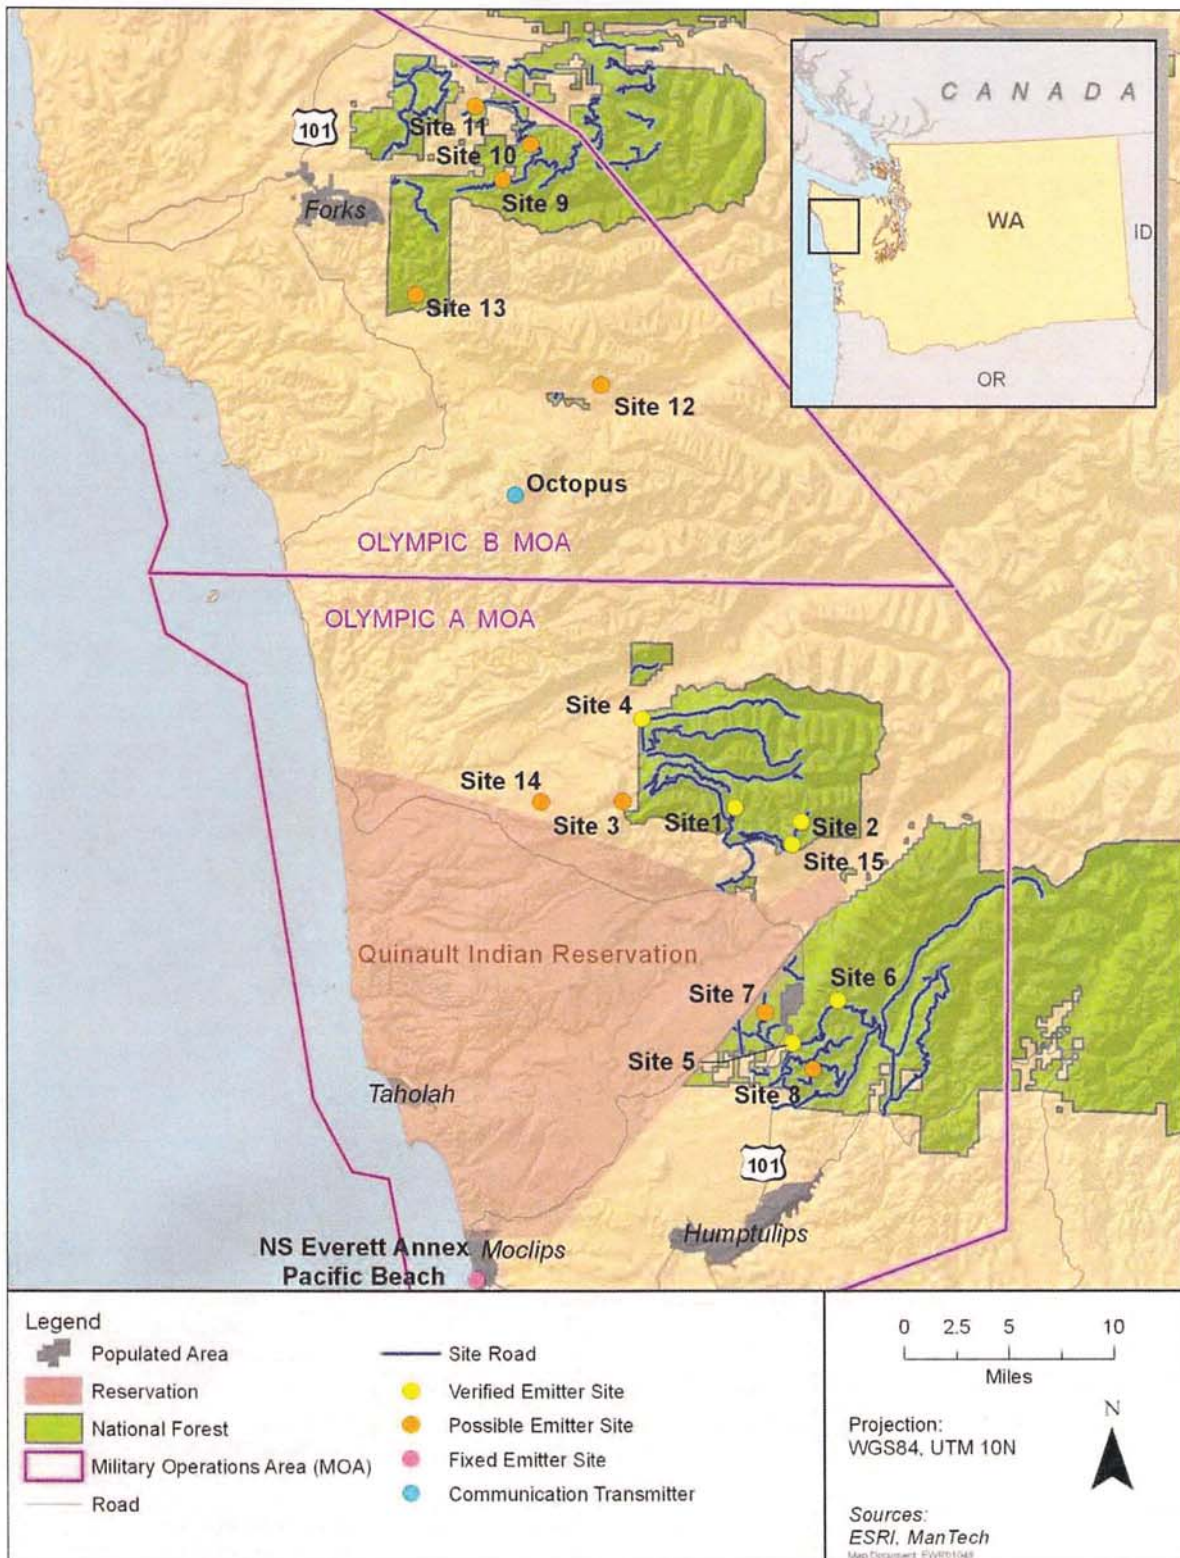 CANADA
WA
ID
OR
101
Forks
Site 11
Site 10
Site 9
Site 13
Site 12
Octopus
OLYMPIC B MOA
OLYMPIC A MOA
Site 4
Site 14
Site 3
Site1
Site 2
Site 15
Quinault Indian Reservation
Site 7
Site 6
Site 5
Site 8
Taholah
101
Humptulips
NS Everett Annex
Pacific Beach
Moclips
Legend
Populated Area
Reservation
National Forest
Military Operations Area (MOA)
Road
Site Road
Verified Emitter Site
Possible Emitter Site
Fixed Emitter Site
Communication Transmitter
0 2.5 5 10
Miles
N
Projection:
WGS84, UTM 10N
Sources:
ESRI, ManTech
Map Document: